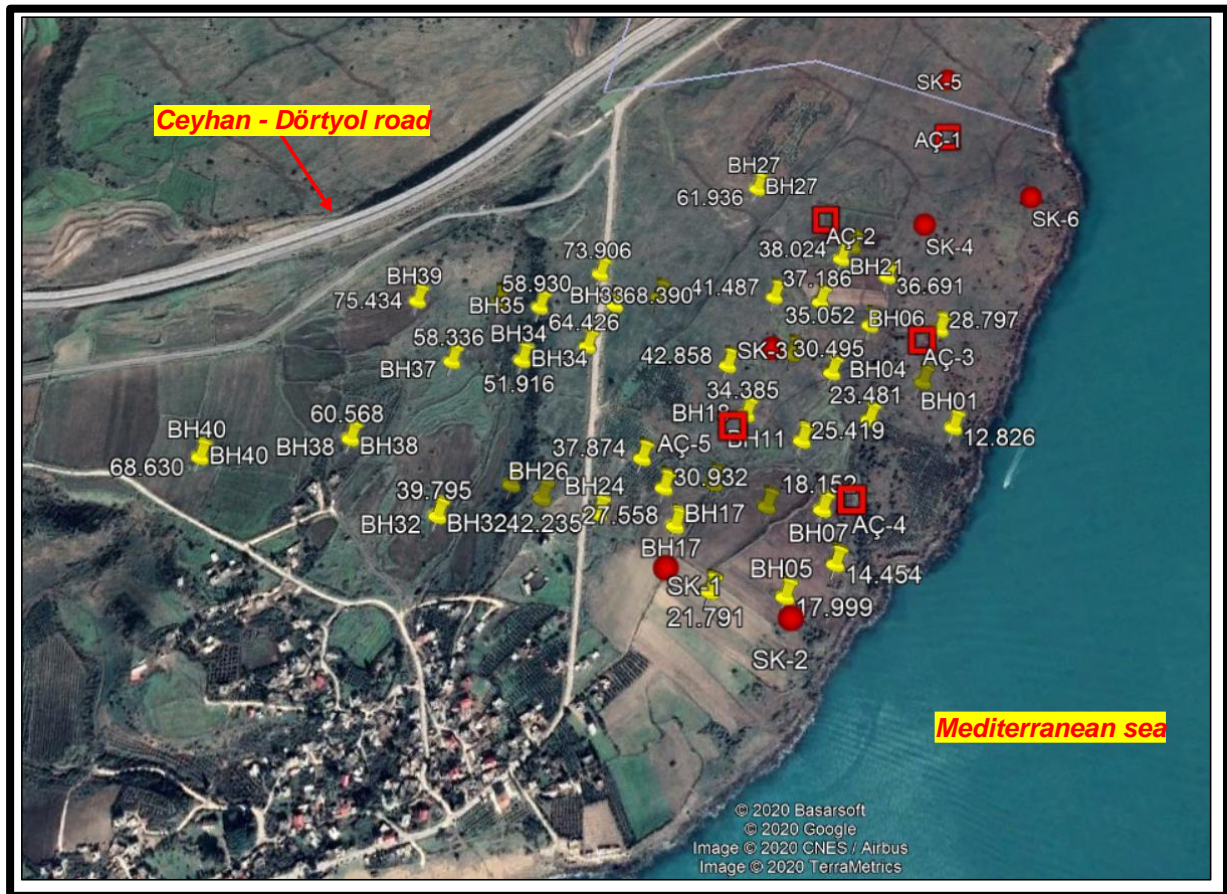 SK-5
Ceyhan - Dörtyol road
AÇ-1
BH27
BH27
61.936
SK-6
AÇ-2
SK-4
38.024
73.906
BH21
BH39
58.930
41.487
37.186
36.691
75.434
BH35
BH33
68.390
35.052
BH06
28.797
58.336
BH34
64.426
BH37
BH34
42.858
SK-3
30.495
AÇ-3
51.916
BH04
34.385
23.481
BH01
60.568
BH18
BH40
BH38
BH38
BH11
25.419
12.826
68.630
BH40
37.874
AÇ-5
BH26
30.932
18.152
39.795
BH24
BH32
BH32
42.235
27.558
BH17
BH07
AÇ-4
BH17
SK-1
BH05
14.454
21.791
17.999
SK-2
Mediterranean sea
© 2020 Basarsoft
© 2020 Google
Image © 2020 CNES / Airbus
Image © 2020 TerraMetrics